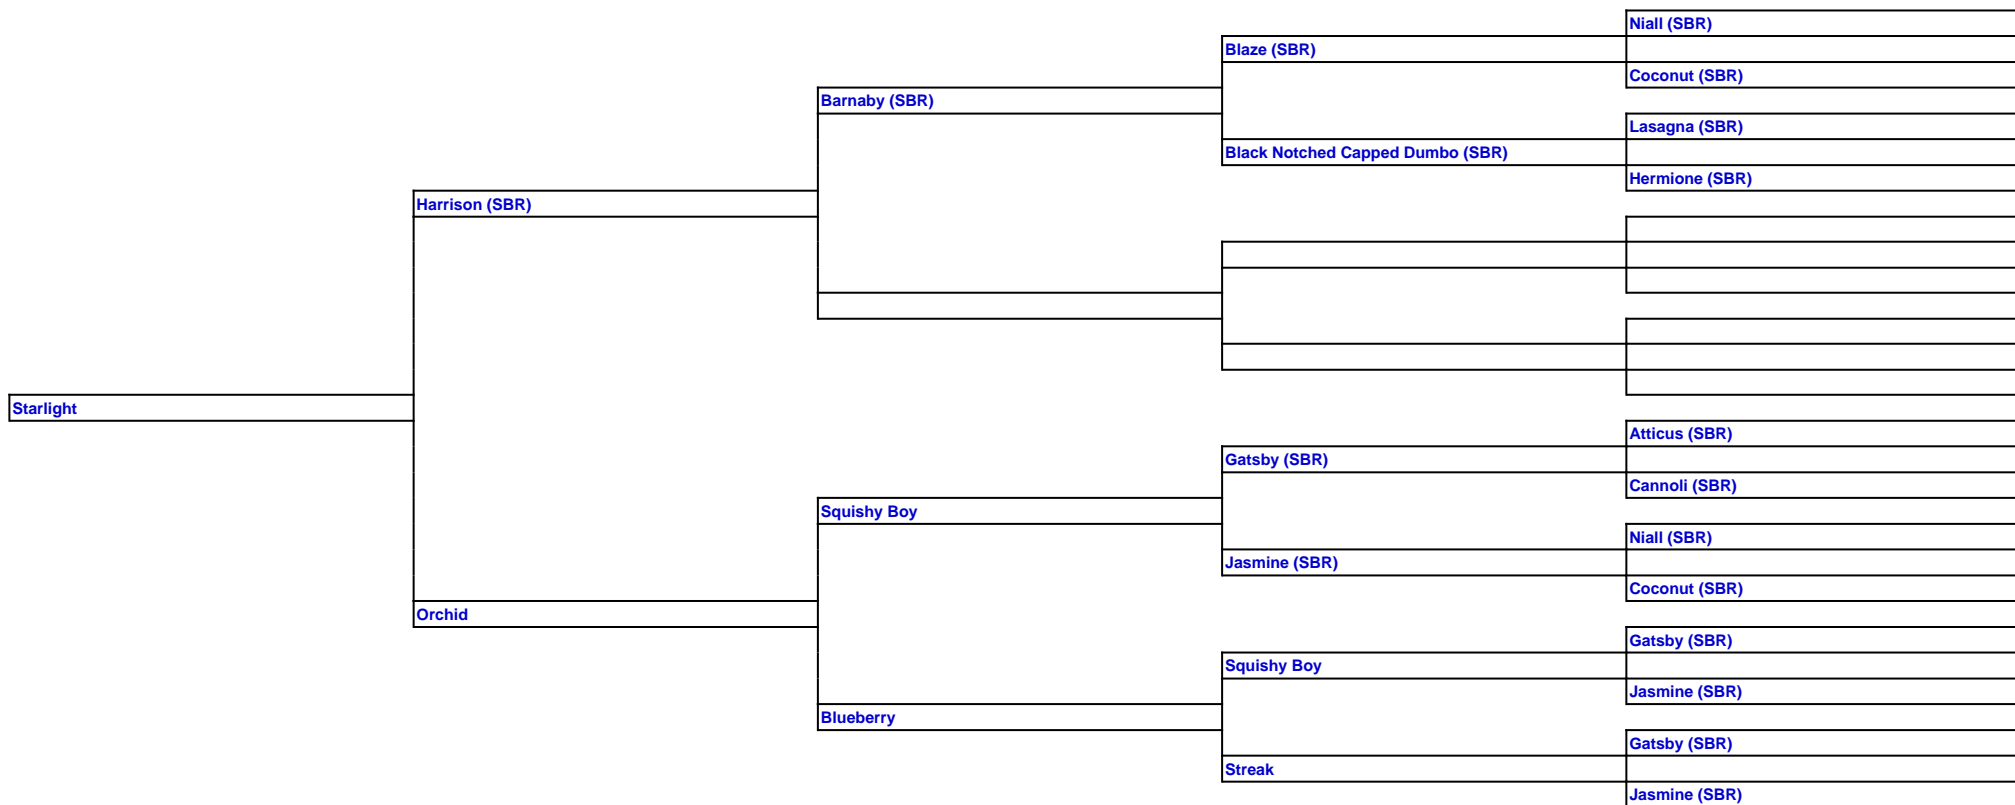 Niall (SBR)
Blaze (SBR)
Coconut (SBR)
Barnaby (SBR)
Lasagna (SBR)
Black Notched Capped Dumbo (SBR)
Hermione (SBR)
Harrison (SBR)
Starlight
Atticus (SBR)
Gatsby (SBR)
Cannoli (SBR)
Squishy Boy
Niall (SBR)
Jasmine (SBR)
Coconut (SBR)
Orchid
Gatsby (SBR)
Squishy Boy
Jasmine (SBR)
Blueberry
Gatsby (SBR)
Streak
Jasmine (SBR)